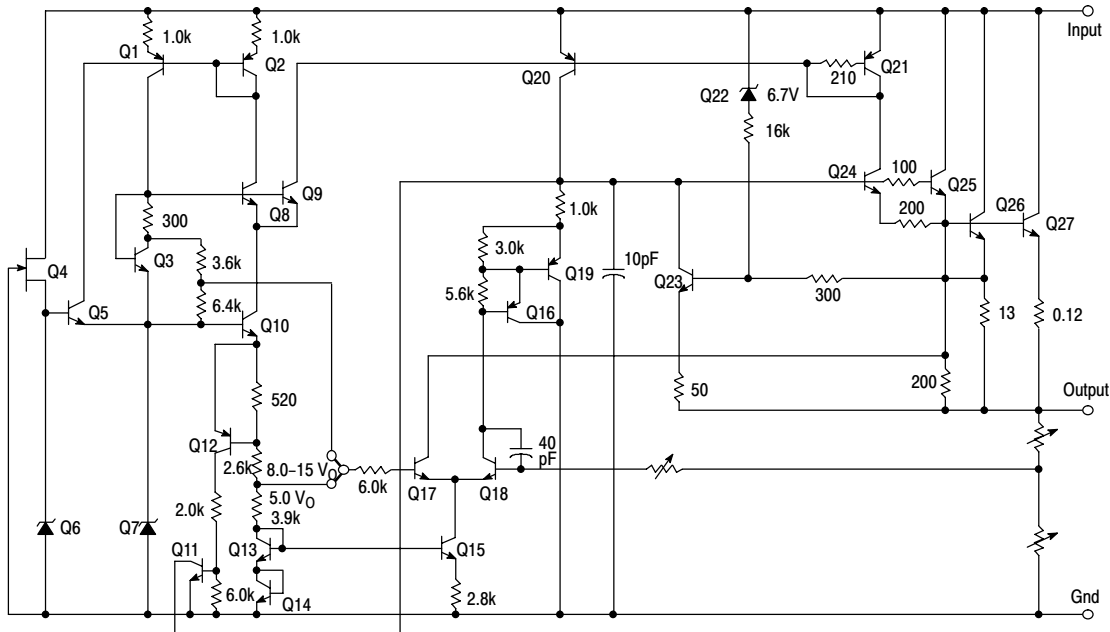 Input
1.0k
1.0k
Q1
Q2
Q20
Q21
210
Q22
6.7V
16k
Q24
100
Q25
Q9
Q8
300
1.0k
200
Q26
Q27
Q3
3.6k
3.0k
Q19
10pF
Q23
Q4
5.6k
300
6.4k
Q5
Q10
Q16
13
0.12
520
50
200
Output
Q12
2.6k
8.0–15 VO
40
pF
6.0k
Q17
Q18
5.0 VO
2.0k
3.9k
Q6
Q7
Q11
Q13
Q15
6.0k
Q14
2.8k
Gnd